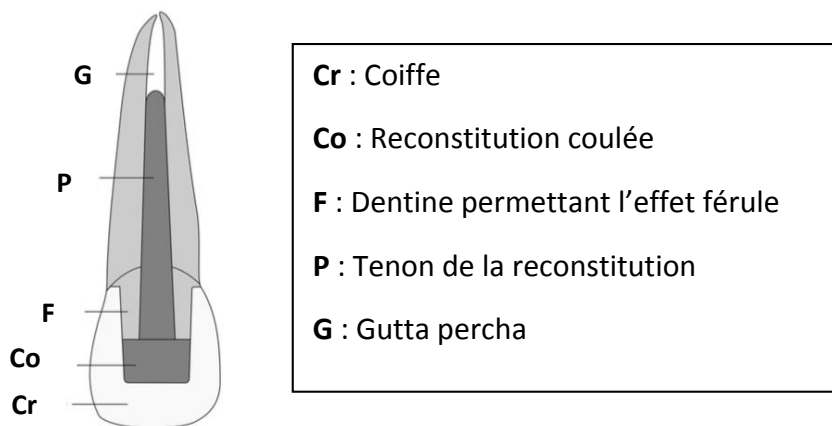 G
P
F
Co
Cr
Cr : Coiffe
Co : Reconstitution coulée
F : Dentine permettant l'effet férule
P : Tenon de la reconstitution
G : Gutta percha